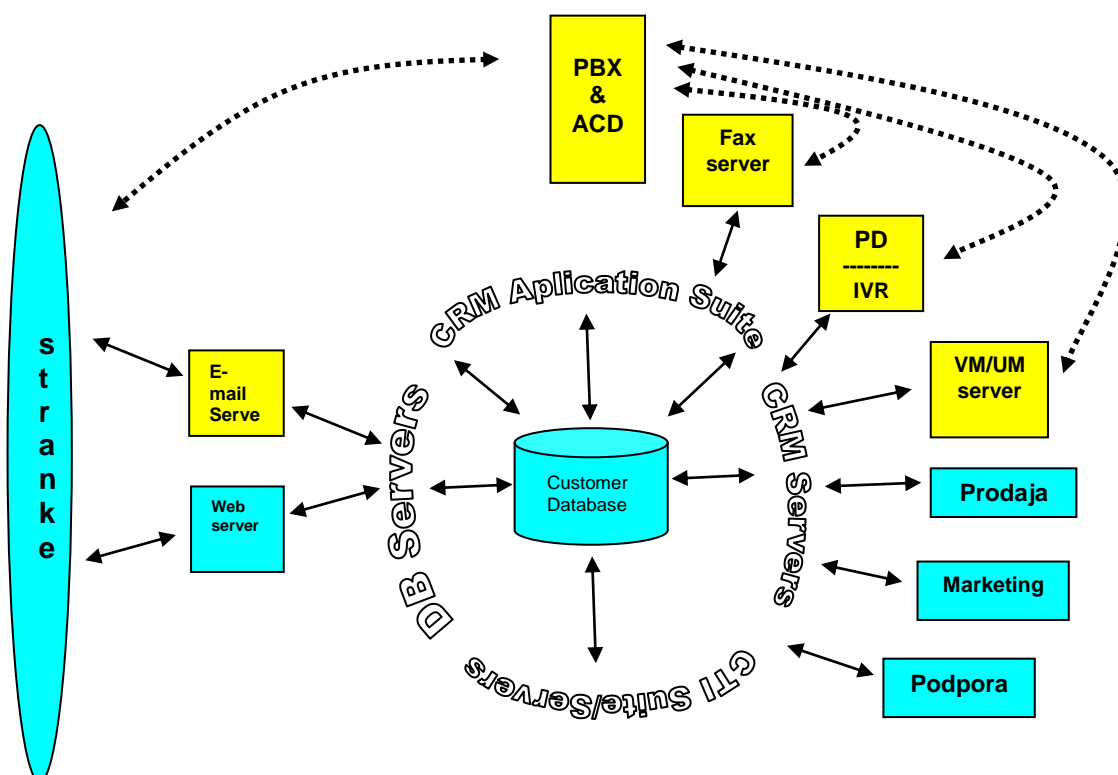 PBX
&
ACD
Fax
server
PD
--------
IVR
CRM Aplication Suite
stranke
E-
mail
Serve
VM/UM
server
DB Servers
CRM Servers
Customer
Database
Web
server
Prodaja
Marketing
CTI Suite/Servers
Podpora